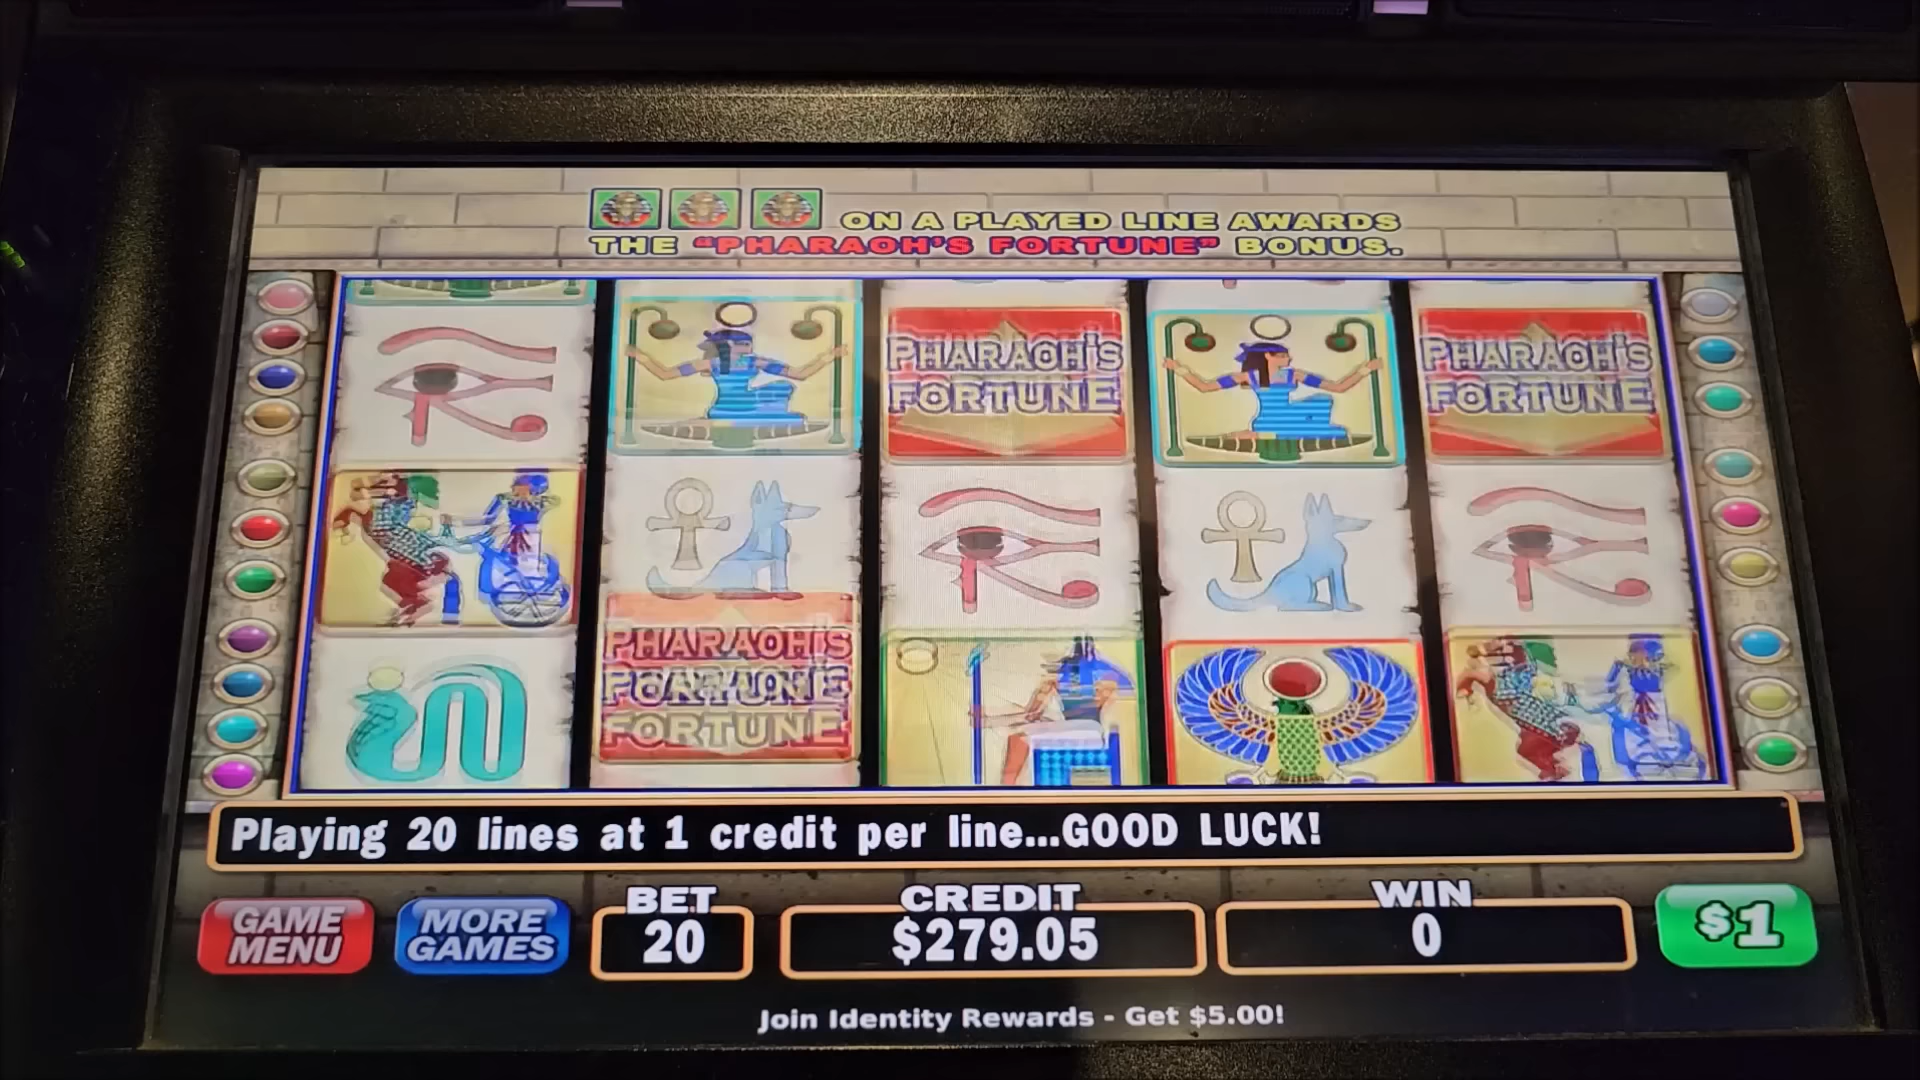 ON A PLAYED LINE AWARDS
THE "PHARAOH'S FORTUNE" BONUS.
PHARAOH'S
FORTUNE
PHARAOH'S
FORTUNE
PHARAOH'S
FORTUNE
Playing 20 lines at 1 credit per line...GOOD LUCK!
GAME
MENU
MORE
GAMES
BET
20
CREDIT
$279.05
WIN
0
$1
Join Identity Rewards - Get $5.00!